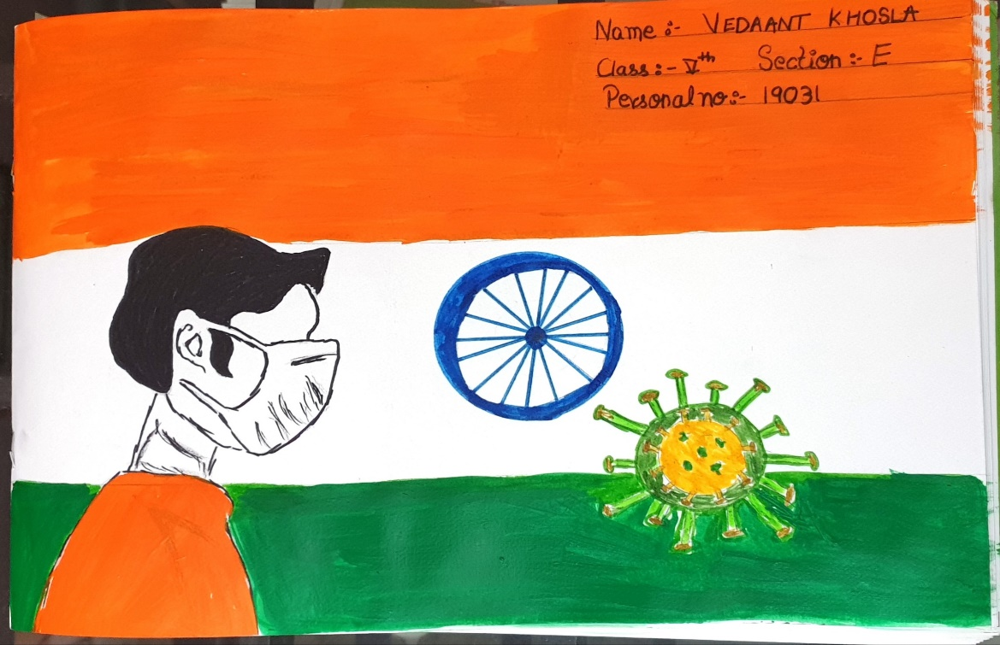 Name :- VEDAANT KHOSLA
Class :- Vth Section :- E
Personal no :- 19031